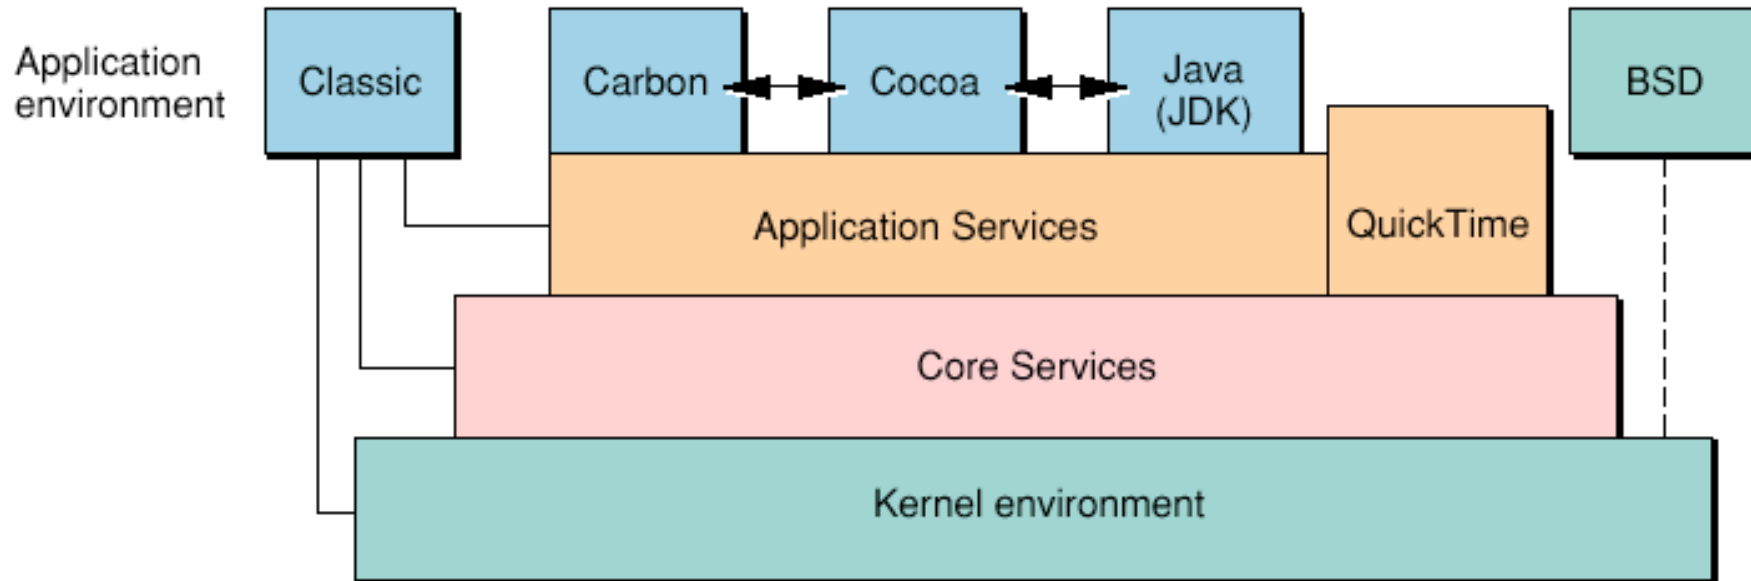 Application
environment
Classic
Carbon
Cocoa
Java
(JDK)
BSD
Application Services
QuickTime
Core Services
Kernel environment